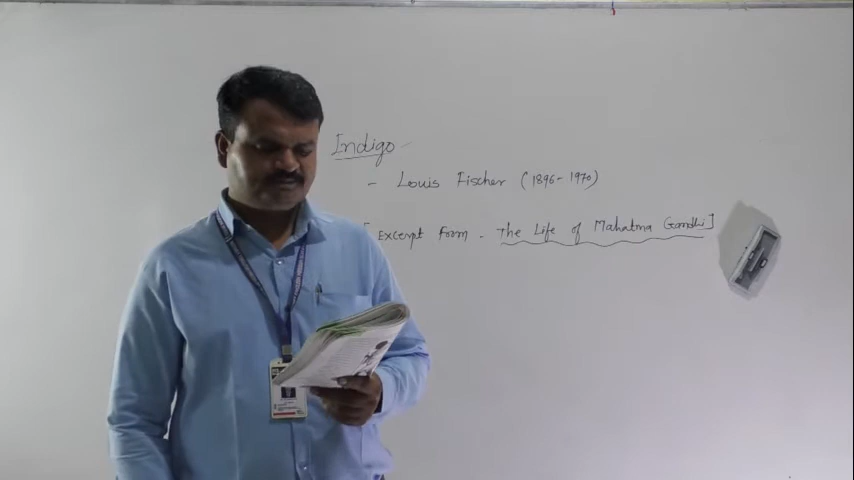 Indigo
- Louis Fischer (1896-1970)
[Excerpt form - The Life of Mahatma Gandhi]